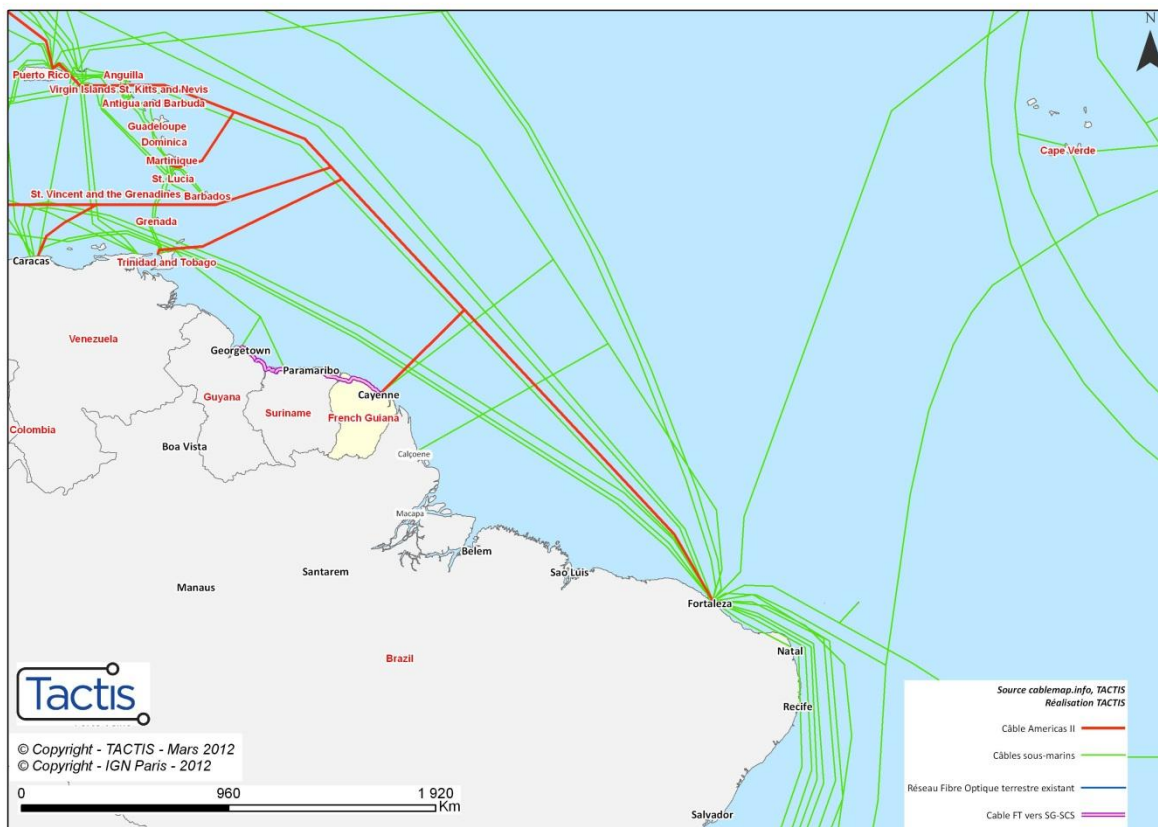 N
Puerto Rico
Anguilla
Virgin Islands
St. Kitts and Nevis
Antigua and Barbuda
Guadeloupe
Dominica
Martinique
St. Lucia
St. Vincent and the Grenadines
Barbados
Grenada
Cape Verde
Caracas
Trinidad and Tobago
Venezuela
Georgetown
Paramaribo
Cayenne
Guyana
Suriname
French Guiana
Colombia
Boa Vista
Calçoene
Macapa
Belem
Santarem
Sao Luis
Manaus
Fortaleza
Brazil
Natal
Recife
Salvador
Tactis
© Copyright - TACTIS - Mars 2012
© Copyright - IGN Paris - 2012
0 960 1 920
Km
Source cablemap.info, TACTIS
Réalisation TACTIS
Câble Americas II
Câbles sous-marins
Réseau Fibre Optique terrestre existant
Cable FT vers SG-SCS